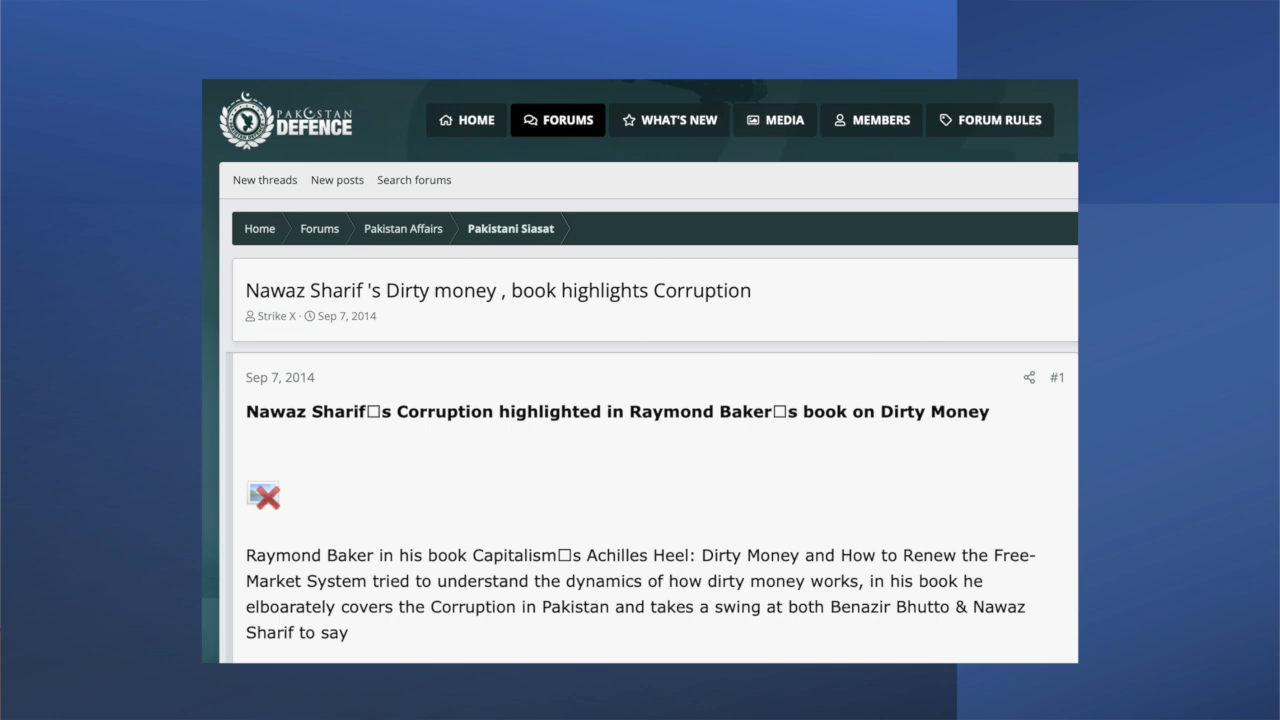 PAKISTAN
DEFENCE
HOME FORUMS WHAT'S NEW MEDIA MEMBERS FORUM RULES
New threads New posts Search forums
Home Forums Pakistan Affairs Pakistani Siasat
Nawaz Sharif 's Dirty money , book highlights Corruption
Strike X · Sep 7, 2014
Sep 7, 2014 #1
Nawaz Sharif□s Corruption highlighted in Raymond Baker□s book on Dirty Money
Raymond Baker in his book Capitalism□s Achilles Heel: Dirty Money and How to Renew the Free-
Market System tried to understand the dynamics of how dirty money works, in his book he
elboarately covers the Corruption in Pakistan and takes a swing at both Benazir Bhutto & Nawaz
Sharif to say